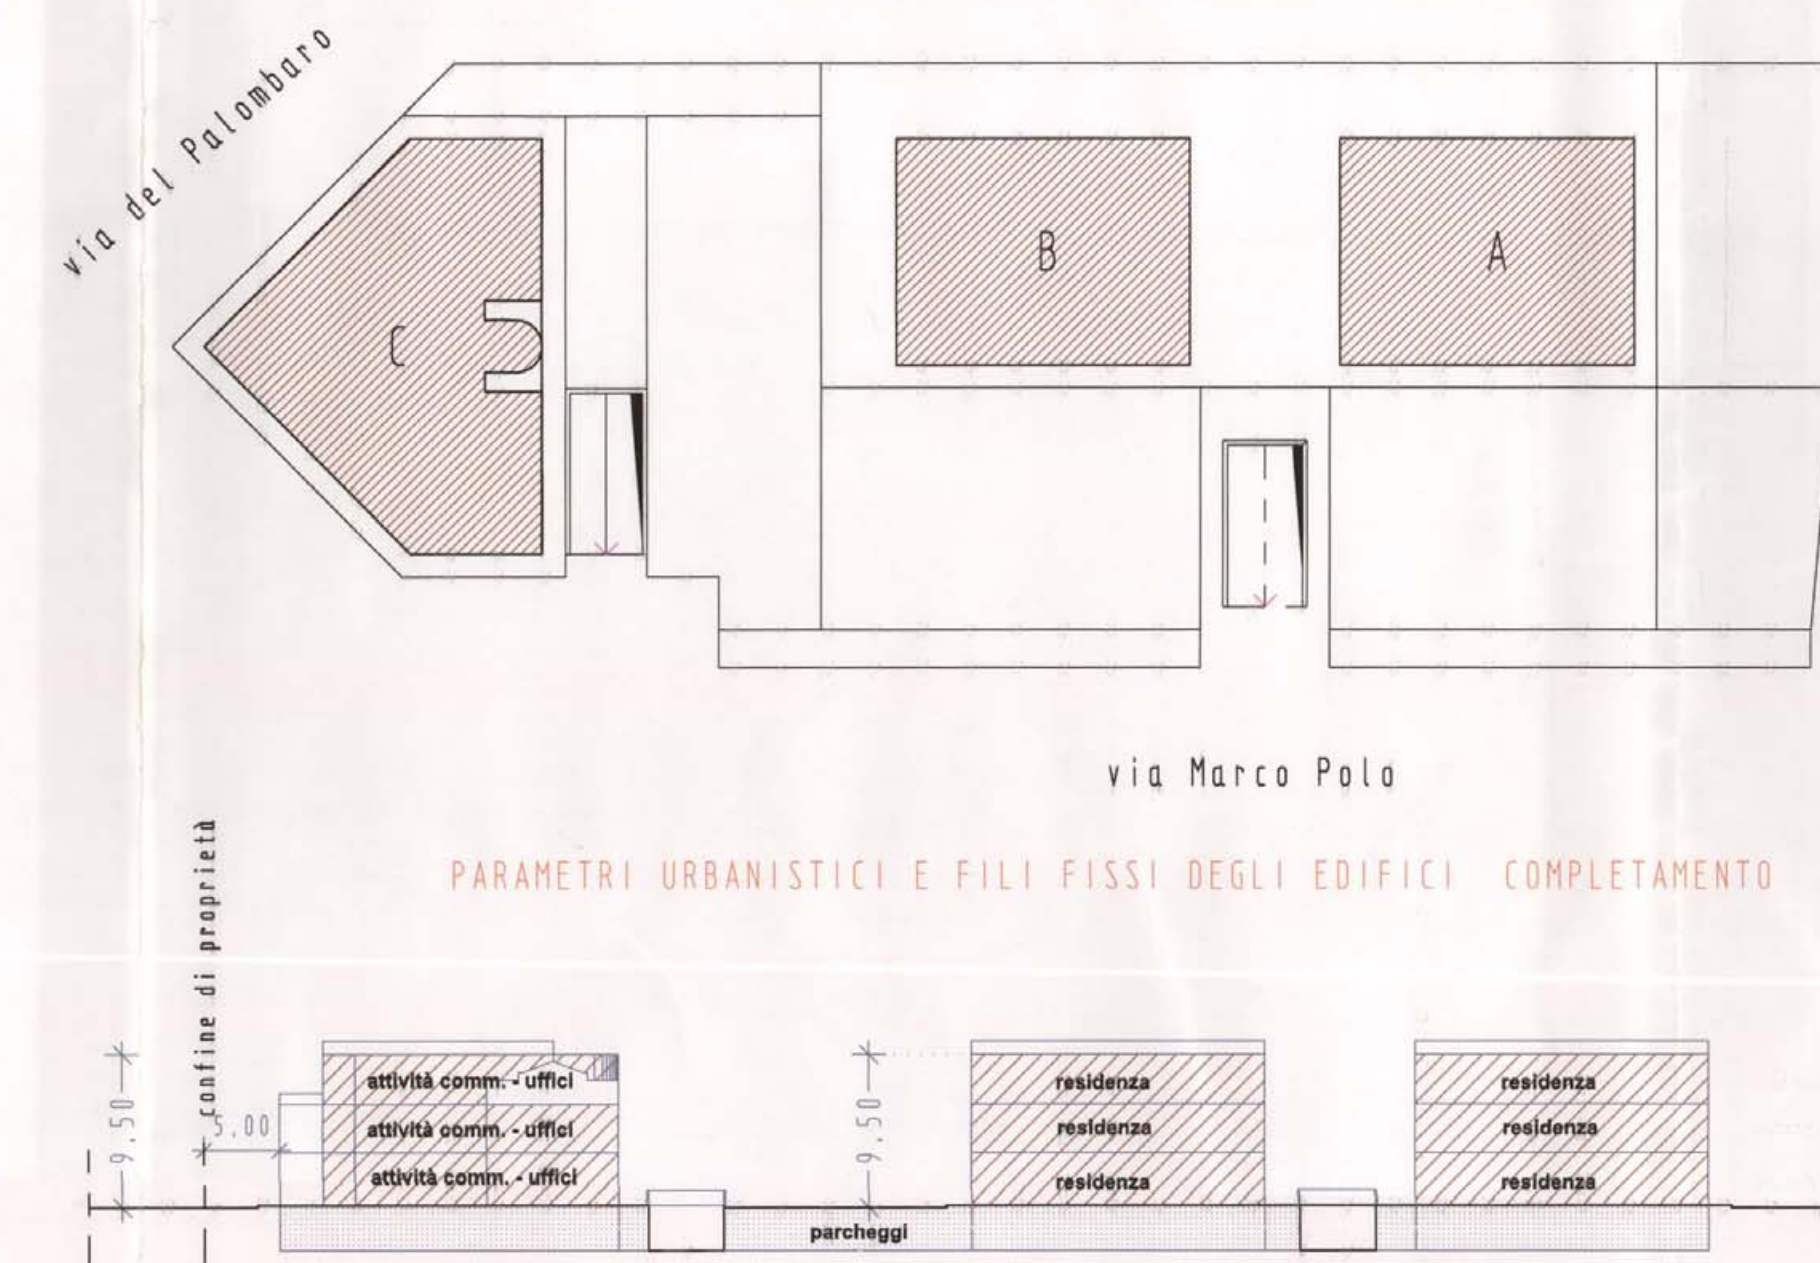 via del Palombaro
C
B
A
via Marco Polo
PARAMETRI URBANISTICI E FILI FISSI DEGLI EDIFICI COMPLETAMENTO
confine di proprietà
9,50
5,00
attività comm. - uffici
attività comm. - uffici
attività comm. - uffici
9,50
residenza
residenza
residenza
residenza
residenza
residenza
parcheggi